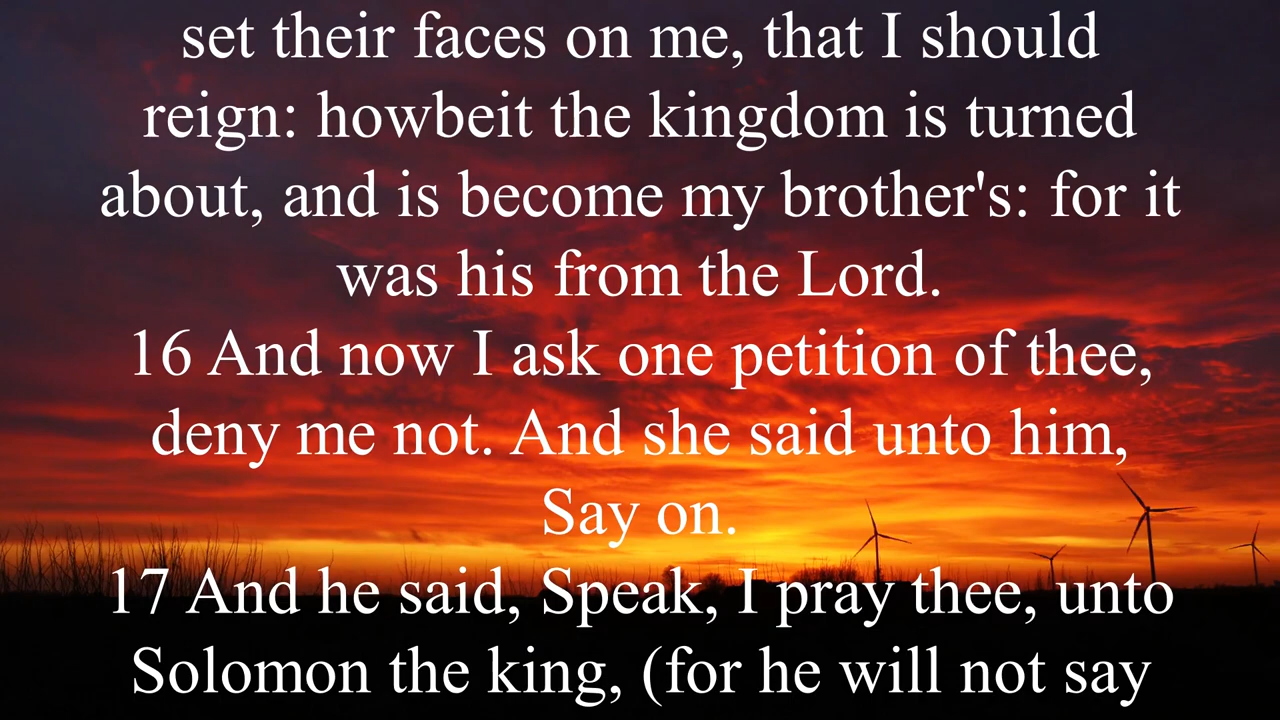 set their faces on me, that I should
reign: howbeit the kingdom is turned
about, and is become my brother's: for it
was his from the Lord.
16 And now I ask one petition of thee,
deny me not. And she said unto him,
Say on.
17 And he said, Speak, I pray thee, unto
Solomon the king, (for he will not say